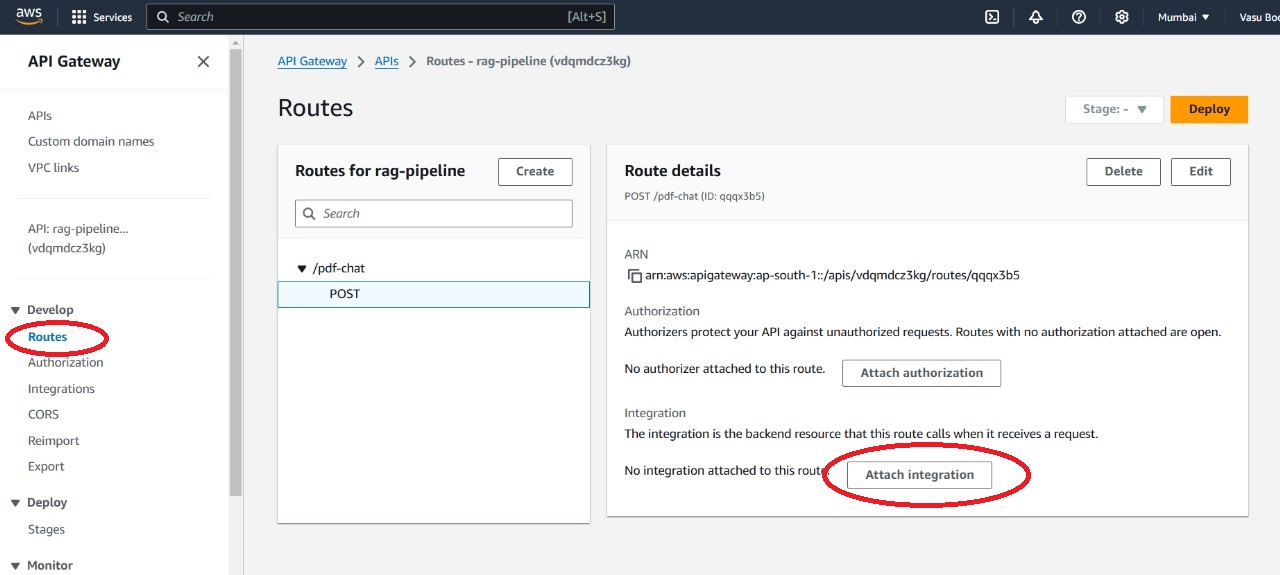 aws
Services
Search
[Alt+S]
Mumbai ▼
Vasu Boo
API Gateway
APIs
Custom domain names
VPC links
API: rag-pipeline...
(vdqmdcz3kg)
▼ Develop
Routes
Authorization
Integrations
CORS
Reimport
Export
▼ Deploy
Stages
▼ Monitor
API Gateway > APIs > Routes - rag-pipeline (vdqmdcz3kg)
Routes
Stage: - ▼
Deploy
Routes for rag-pipeline
Create
Search
▼ /pdf-chat
POST
Route details
Delete
Edit
POST /pdf-chat (ID: qqqx3b5)
ARN
arn:aws:apigateway:ap-south-1::/apis/vdqmdcz3kg/routes/qqqx3b5
Authorization
Authorizers protect your API against unauthorized requests. Routes with no authorization attached are open.
No authorizer attached to this route.
Attach authorization
Integration
The integration is the backend resource that this route calls when it receives a request.
No integration attached to this route.
Attach integration